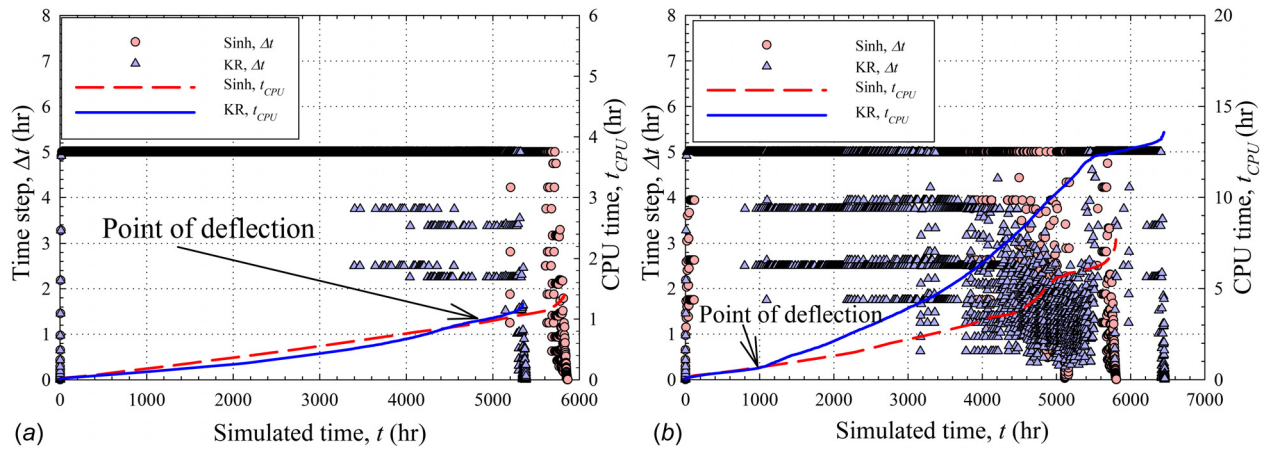 8
7
6
5
4
3
2
1
0
Time step, Δt (hr)
Sinh, Δt
KR, Δt
Sinh, tCPU
KR, tCPU
Point of deflection
6
5
4
3
2
1
0
CPU time, tCPU (hr)
0 1000 2000 3000 4000 5000 6000
(a) Simulated time, t (hr)
8
7
6
5
4
3
2
1
0
Time step, Δt (hr)
Sinh, Δt
KR, Δt
Sinh, tCPU
KR, tCPU
Point of deflection
20
15
10
5
0
CPU time, tCPU (hr)
0 1000 2000 3000 4000 5000 6000 7000
(b) Simulated time, t (hr)